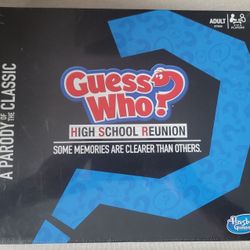 ADULT
Guess
Who?
HIGH SCHOOL REUNION
SOME MEMORIES ARE CLEARER THAN OTHERS.
A PARODY OF THE CLASSIC
Hasbro
Gaming